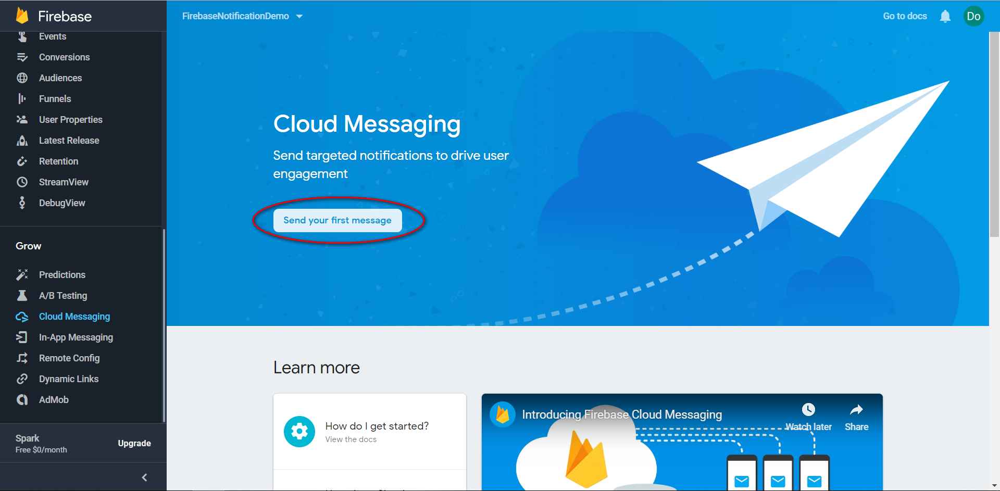 Firebase
FirebaseNotificationDemo
Go to docs
Do
Events
Conversions
Audiences
Funnels
User Properties
Latest Release
Retention
StreamView
DebugView
Grow
Predictions
A/B Testing
Cloud Messaging
In-App Messaging
Remote Config
Dynamic Links
AdMob
Spark
Free $0/month
Upgrade
Cloud Messaging
Send targeted notifications to drive user
engagement
Send your first message
Learn more
How do I get started?
View the docs
Introducing Firebase Cloud Messaging
Watch later
Share